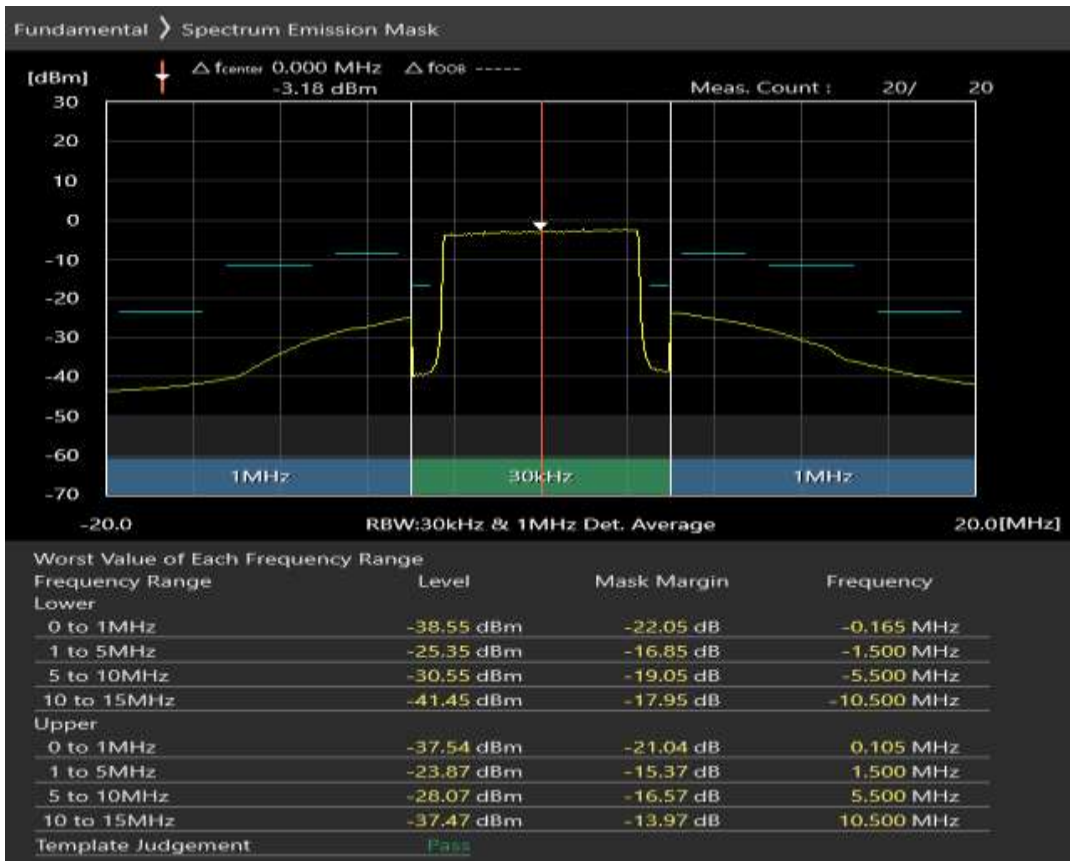 Fundamental ❭ Spectrum Emission Mask
[dBm] △ fcenter 0.000 MHz △ fOOB -----
-3.18 dBm Meas. Count : 20/ 20
30
20
10
0
-10
-20
-30
-40
-50
-60
1MHz 30kHz 1MHz
-70
-20.0 RBW:30kHz & 1MHz Det. Average 20.0[MHz]
Worst Value of Each Frequency Range
Frequency Range Level Mask Margin Frequency
Lower
0 to 1MHz -38.55 dBm -22.05 dB -0.165 MHz
1 to 5MHz -25.35 dBm -16.85 dB -1.500 MHz
5 to 10MHz -30.55 dBm -19.05 dB -5.500 MHz
10 to 15MHz -41.45 dBm -17.95 dB -10.500 MHz
Upper
0 to 1MHz -37.54 dBm -21.04 dB 0.105 MHz
1 to 5MHz -23.87 dBm -15.37 dB 1.500 MHz
5 to 10MHz -28.07 dBm -16.57 dB 5.500 MHz
10 to 15MHz -37.47 dBm -13.97 dB 10.500 MHz
Template Judgement Pass